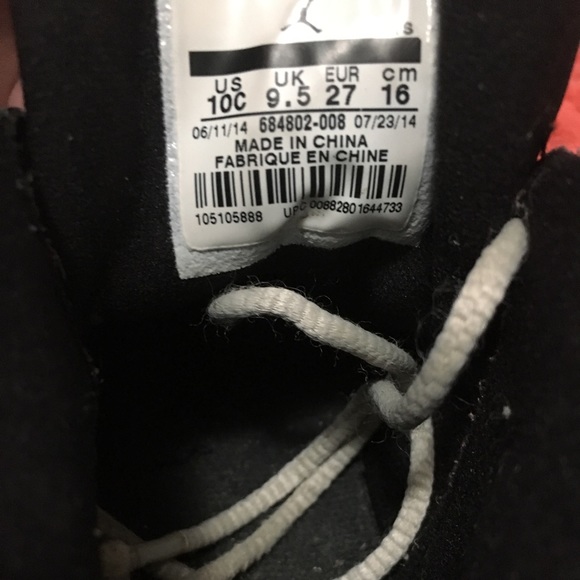 US UK EUR cm
10C 9.5 27 16
06/11/14 684802-008 07/23/14
MADE IN CHINA
FABRIQUE EN CHINE
105105888 UPC 00882801644733